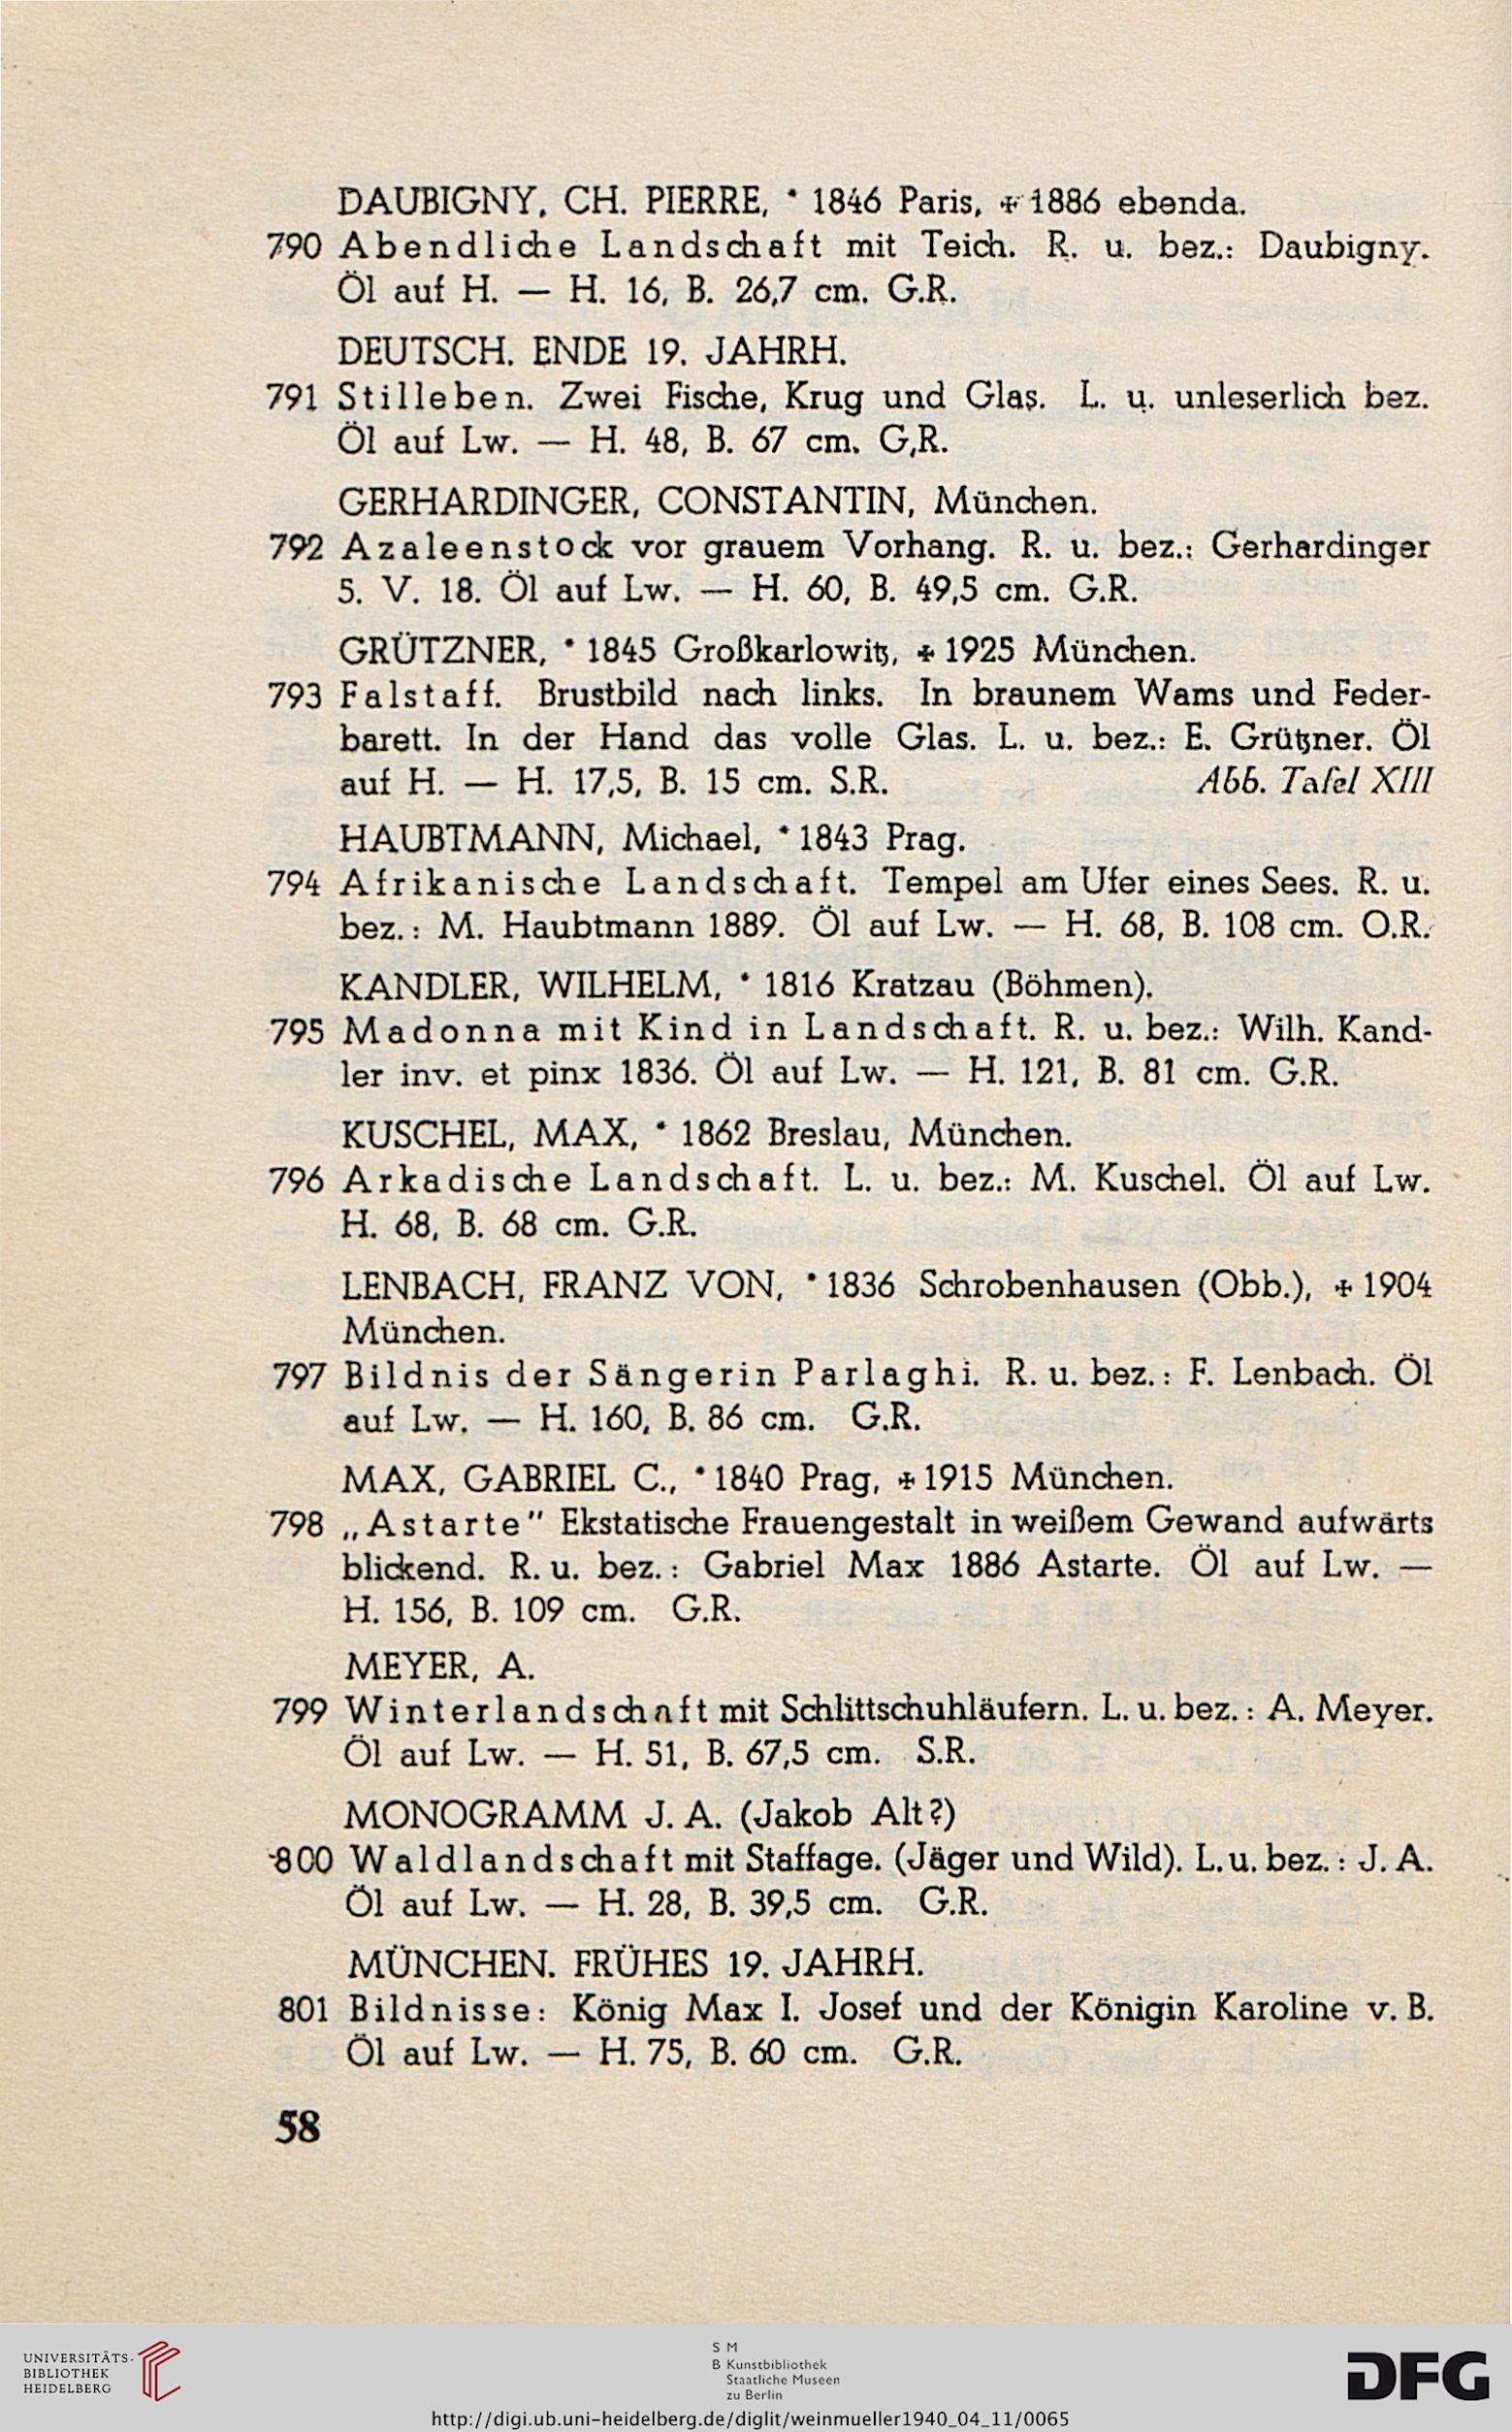 DAUBIGNY, CH. PIERRE, * 1846 Paris, ✠ 1886 ebenda.
790 Abendliche Landschaft mit Teich. R. u. bez.: Daubigny.
Öl auf H. — H. 16, B. 26,7 cm. G.R.
DEUTSCH. ENDE 19. JAHRH.
791 Stilleben. Zwei Fische, Krug und Glas. L. u. unleserlich bez.
Öl auf Lw. — H. 48, B. 67 cm. G,R.
GERHARDINGER, CONSTANTIN, München.
792 Azaleenstock vor grauem Vorhang. R. u. bez.: Gerhardinger
5. V. 18. Öl auf Lw. — H. 60, B. 49,5 cm. G.R.
GRÜTZNER, * 1845 Großkarlowitz, ✠ 1925 München.
793 Falstaff. Brustbild nach links. In braunem Wams und Feder-
barett. In der Hand das volle Glas. L. u. bez.: E. Grützner. Öl
auf H. — H. 17,5, B. 15 cm. S.R. Abb. Tafel XIII
HAUBTMANN, Michael, * 1843 Prag.
794 Afrikanische Landschaft. Tempel am Ufer eines Sees. R. u.
bez.: M. Haubtmann 1889. Öl auf Lw. — H. 68, B. 108 cm. O.R.
KANDLER, WILHELM, * 1816 Kratzau (Böhmen).
795 Madonna mit Kind in Landschaft. R. u. bez.: Wilh. Kand-
ler inv. et pinx 1836. Öl auf Lw. — H. 121, B. 81 cm. G.R.
KUSCHEL, MAX, * 1862 Breslau, München.
796 Arkadische Landschaft. L. u. bez.: M. Kuschel. Öl auf Lw.
H. 68, B. 68 cm. G.R.
LENBACH, FRANZ VON, * 1836 Schrobenhausen (Obb.), ✠ 1904
München.
797 Bildnis der Sängerin Parlaghi. R. u. bez.: F. Lenbach. Öl
auf Lw. — H. 160, B. 86 cm. G.R.
MAX, GABRIEL C., * 1840 Prag, ✠ 1915 München.
798 „Astarte" Ekstatische Frauengestalt in weißem Gewand aufwärts
blickend. R. u. bez.: Gabriel Max 1886 Astarte. Öl auf Lw. —
H. 156, B. 109 cm. G.R.
MEYER, A.
799 Winterlandschaft mit Schlittschuhläufern. L. u. bez.: A. Meyer.
Öl auf Lw. — H. 51, B. 67,5 cm. S.R.
MONOGRAMM J. A. (Jakob Alt?)
800 Waldlandschaft mit Staffage. (Jäger und Wild). L. u. bez.: J. A.
Öl auf Lw. — H. 28, B. 39,5 cm. G.R.
MÜNCHEN. FRÜHES 19. JAHRH.
801 Bildnisse: König Max I. Josef und der Königin Karoline v. B.
Öl auf Lw. — H. 75, B. 60 cm. G.R.
58
UNIVERSITÄTS-
BIBLIOTHEK
HEIDELBERG
S M
B Kunstbibliothek
Staatliche Museen
zu Berlin
DFG
http://digi.ub.uni-heidelberg.de/diglit/weinmueller1940_04_11/0065